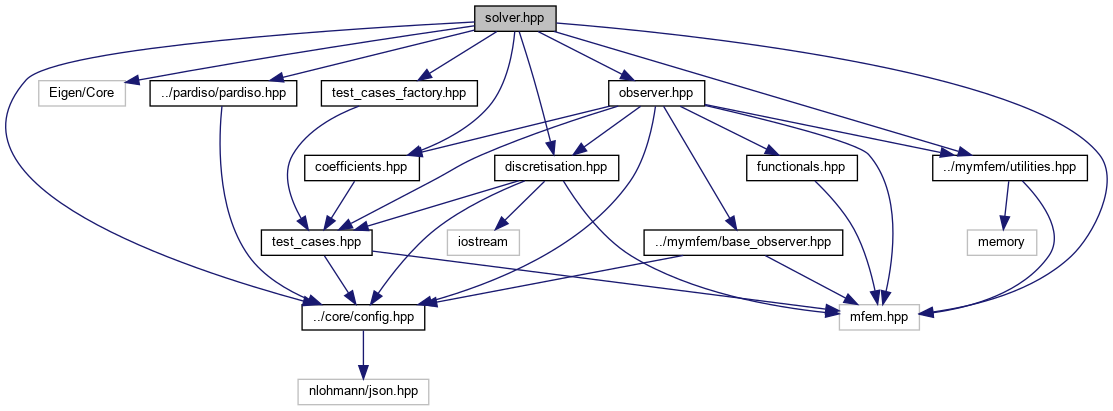 solver.hpp
Eigen/Core
../pardiso/pardiso.hpp
test_cases_factory.hpp
observer.hpp
coefficients.hpp
discretisation.hpp
functionals.hpp
../mymfem/utilities.hpp
test_cases.hpp
iostream
../mymfem/base_observer.hpp
memory
../core/config.hpp
mfem.hpp
nlohmann/json.hpp